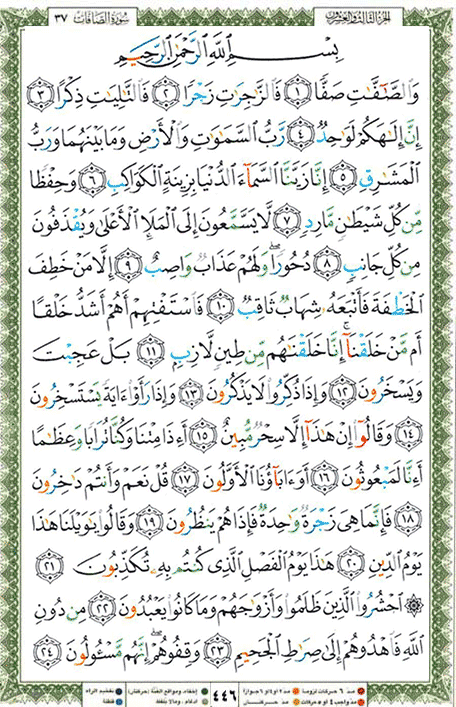 الجزء الثالث والعشرون
سورة الصافات ٣٧
بِسْمِ اللَّهِ الرَّحْمَٰنِ الرَّحِيمِ
وَالصَّٰٓفَّٰتِ صَفًّا ١ فَالزَّٰجِرَٰتِ زَجْرًا ٢ فَالتَّٰلِيَٰتِ ذِكْرًا ٣
إِنَّ إِلَٰهَكُمْ لَوَٰحِدٌ ٤ رَّبُّ السَّمَٰوَٰتِ وَالْأَرْضِ وَمَا بَيْنَهُمَا وَرَبُّ
الْمَشَٰرِقِ ٥ إِنَّا زَيَّنَّا السَّمَآءَ الدُّنْيَا بِزِينَةٍ الْكَوَاكِبِ ٦ وَحِفْظًا
مِّن كُلِّ شَيْطَٰنٍ مَّارِدٍ ٧ لَّا يَسَّمَّعُونَ إِلَى الْمَلَإِ الْأَعْلَىٰ وَيُقْذَفُونَ
مِن كُلِّ جَانِبٍ ٨ دُحُورًا ۖ وَلَهُمْ عَذَابٌ وَاصِبٌ ٩ إِلَّا مَنْ خَطِفَ
الْخَطْفَةَ فَأَتْبَعَهُۥ شِهَابٌ ثَاقِبٌ ١٠ فَاسْتَفْتِهِمْ أَهُمْ أَشَدُّ خَلْقًا
أَم مَّنْ خَلَقْنَآ ۚ إِنَّا خَلَقْنَٰهُم مِّن طِينٍ لَّازِبٍ ١١ بَلْ عَجِبْتَ
وَيَسْخَرُونَ ١٢ وَإِذَا ذُكِّرُوا لَا يَذْكُرُونَ ١٣ وَإِذَا رَأَوْا ءَايَةً يَسْتَسْخِرُونَ
١٤ وَقَالُوٓا إِنْ هَٰذَآ إِلَّا سِحْرٌ مُّبِينٌ ١٥ أَءِذَا مِتْنَا وَكُنَّا تُرَابًا وَعِظَٰمًا
أَءِنَّا لَمَبْعُوثُونَ ١٦ أَوَءَابَآؤُنَا الْأَوَّلُونَ ١٧ قُلْ نَعَمْ وَأَنتُمْ دَٰخِرُونَ
١٨ فَإِنَّمَا هِىَ زَجْرَةٌ وَٰحِدَةٌ فَإِذَا هُمْ يَنظُرُونَ ١٩ وَقَالُوا يَٰوَيْلَنَا هَٰذَا
يَوْمُ الدِّينِ ٢٠ هَٰذَا يَوْمُ الْفَصْلِ الَّذِى كُنتُم بِهِۦ تُكَذِّبُونَ ٢١
۞ احْشُرُوا الَّذِينَ ظَلَمُوا وَأَزْوَٰجَهُمْ وَمَا كَانُوا يَعْبُدُونَ ٢٢ مِن دُونِ
اللَّهِ فَاهْدُوهُمْ إِلَىٰ صِرَٰطِ الْجَحِيمِ ٢٣ وَقِفُوهُمْ ۖ إِنَّهُم مَّسْـُٔولُونَ ٢٤
٤٤٦